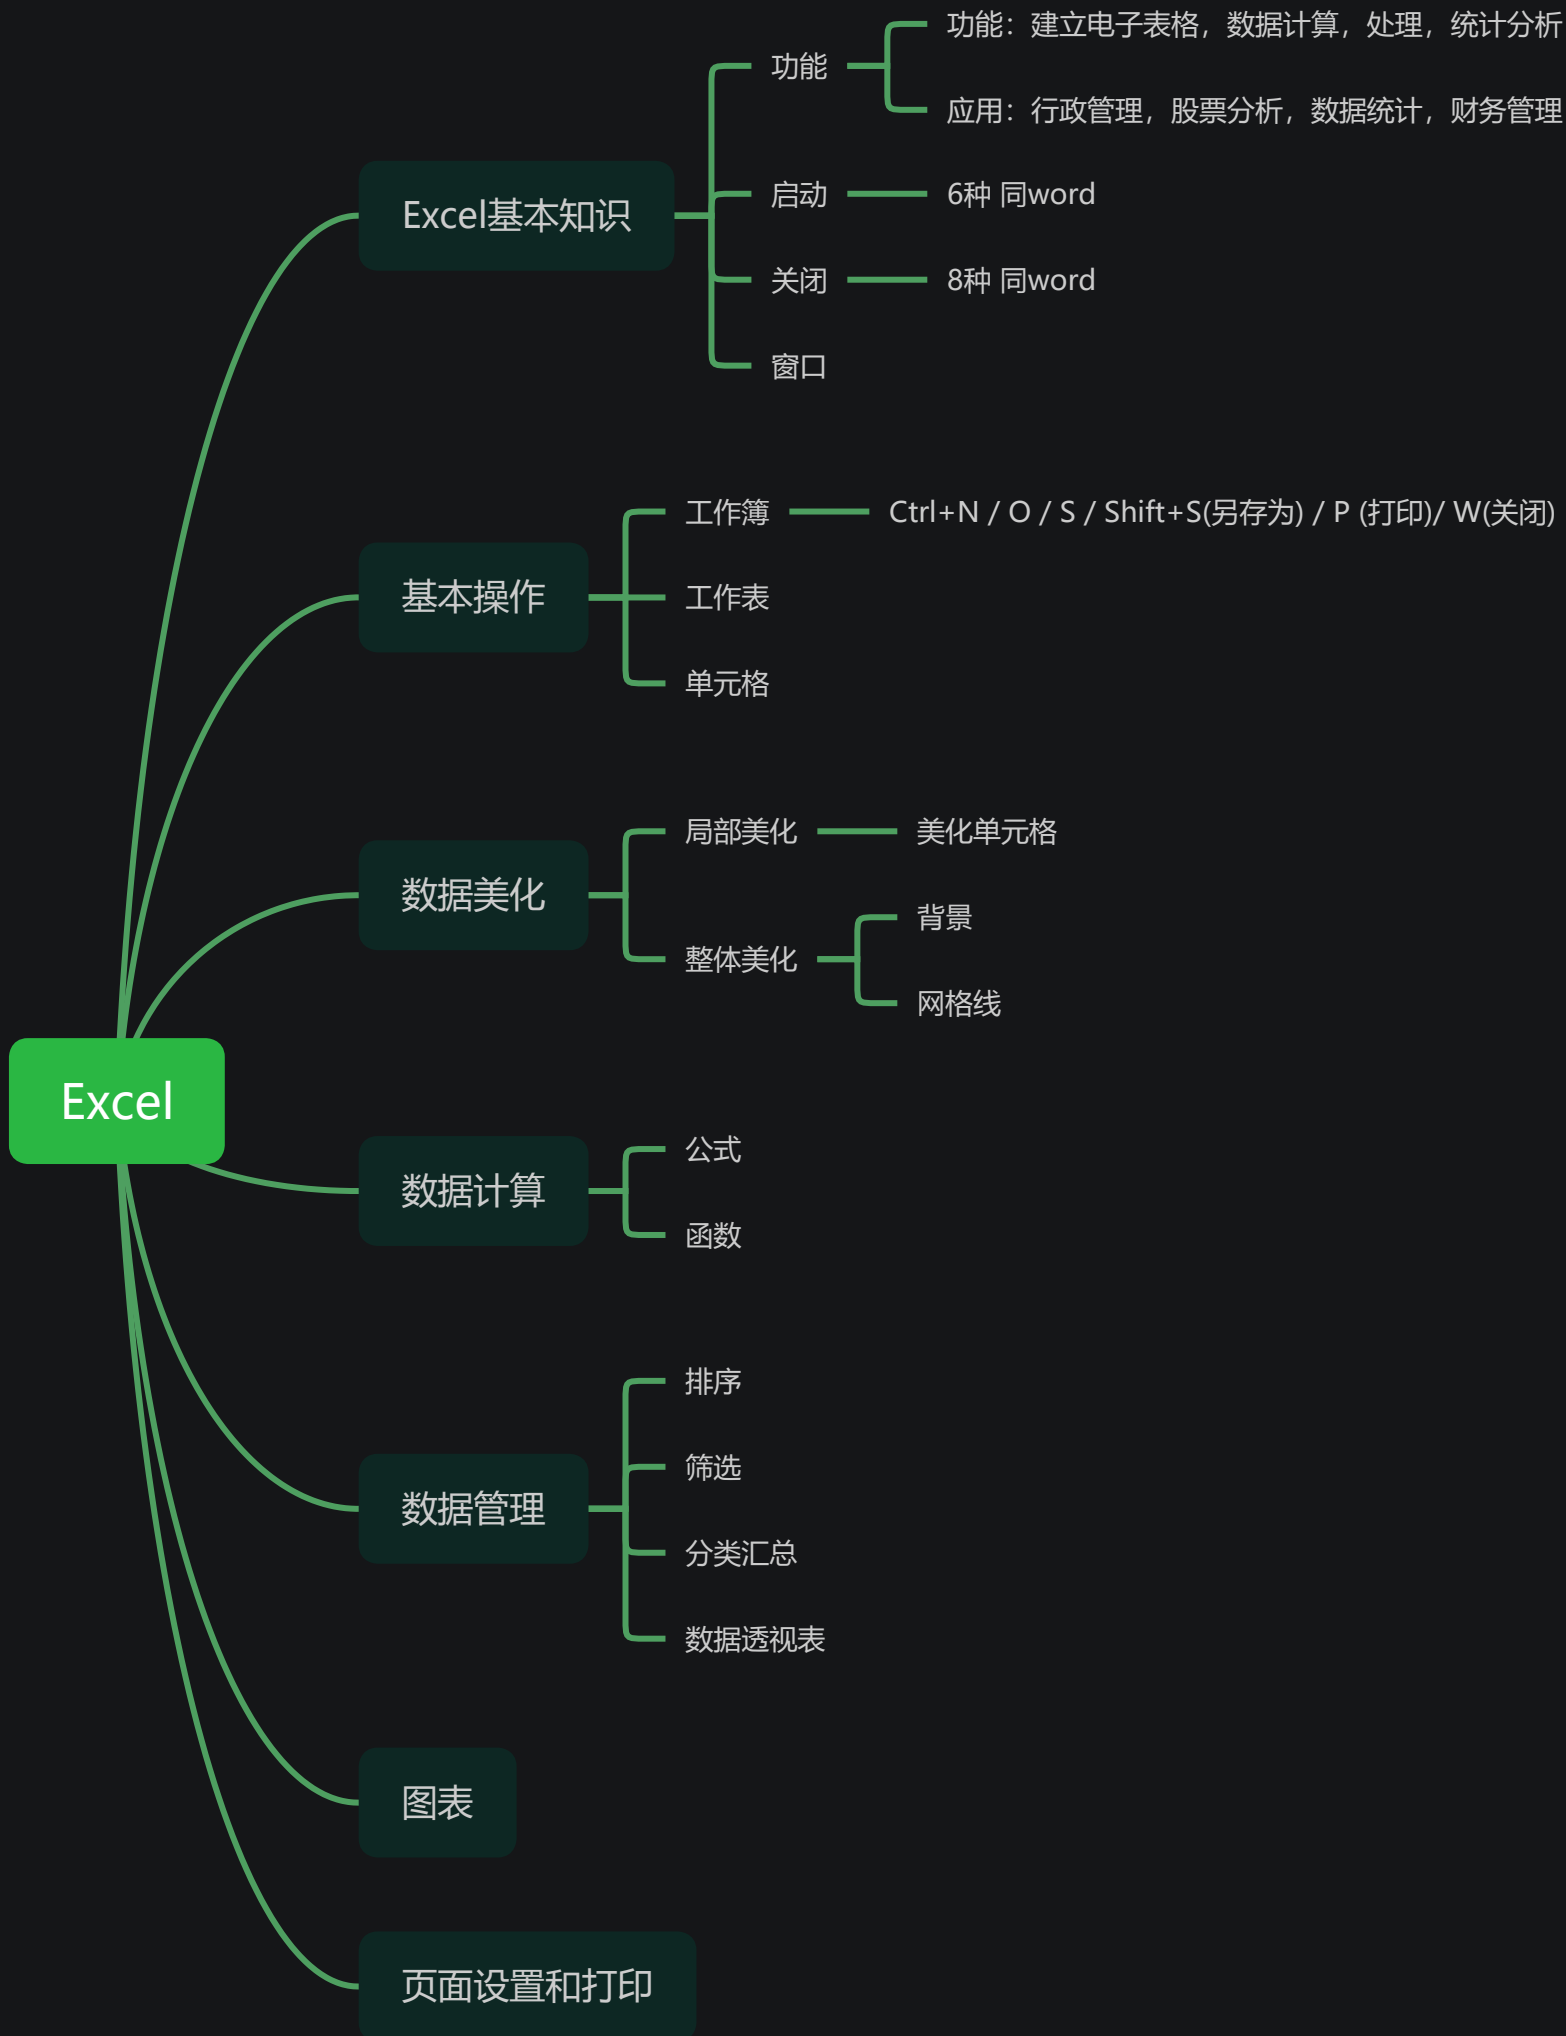 Excel
Excel基本知识
功能
功能：建立电子表格，数据计算，处理，统计分析
应用：行政管理，股票分析，数据统计，财务管理
启动
6种 同word
关闭
8种 同word
窗口
基本操作
工作簿
Ctrl+N / O / S / Shift+S(另存为) / P (打印)/ W(关闭)
工作表
单元格
数据美化
局部美化
美化单元格
整体美化
背景
网格线
数据计算
公式
函数
数据管理
排序
筛选
分类汇总
数据透视表
图表
页面设置和打印